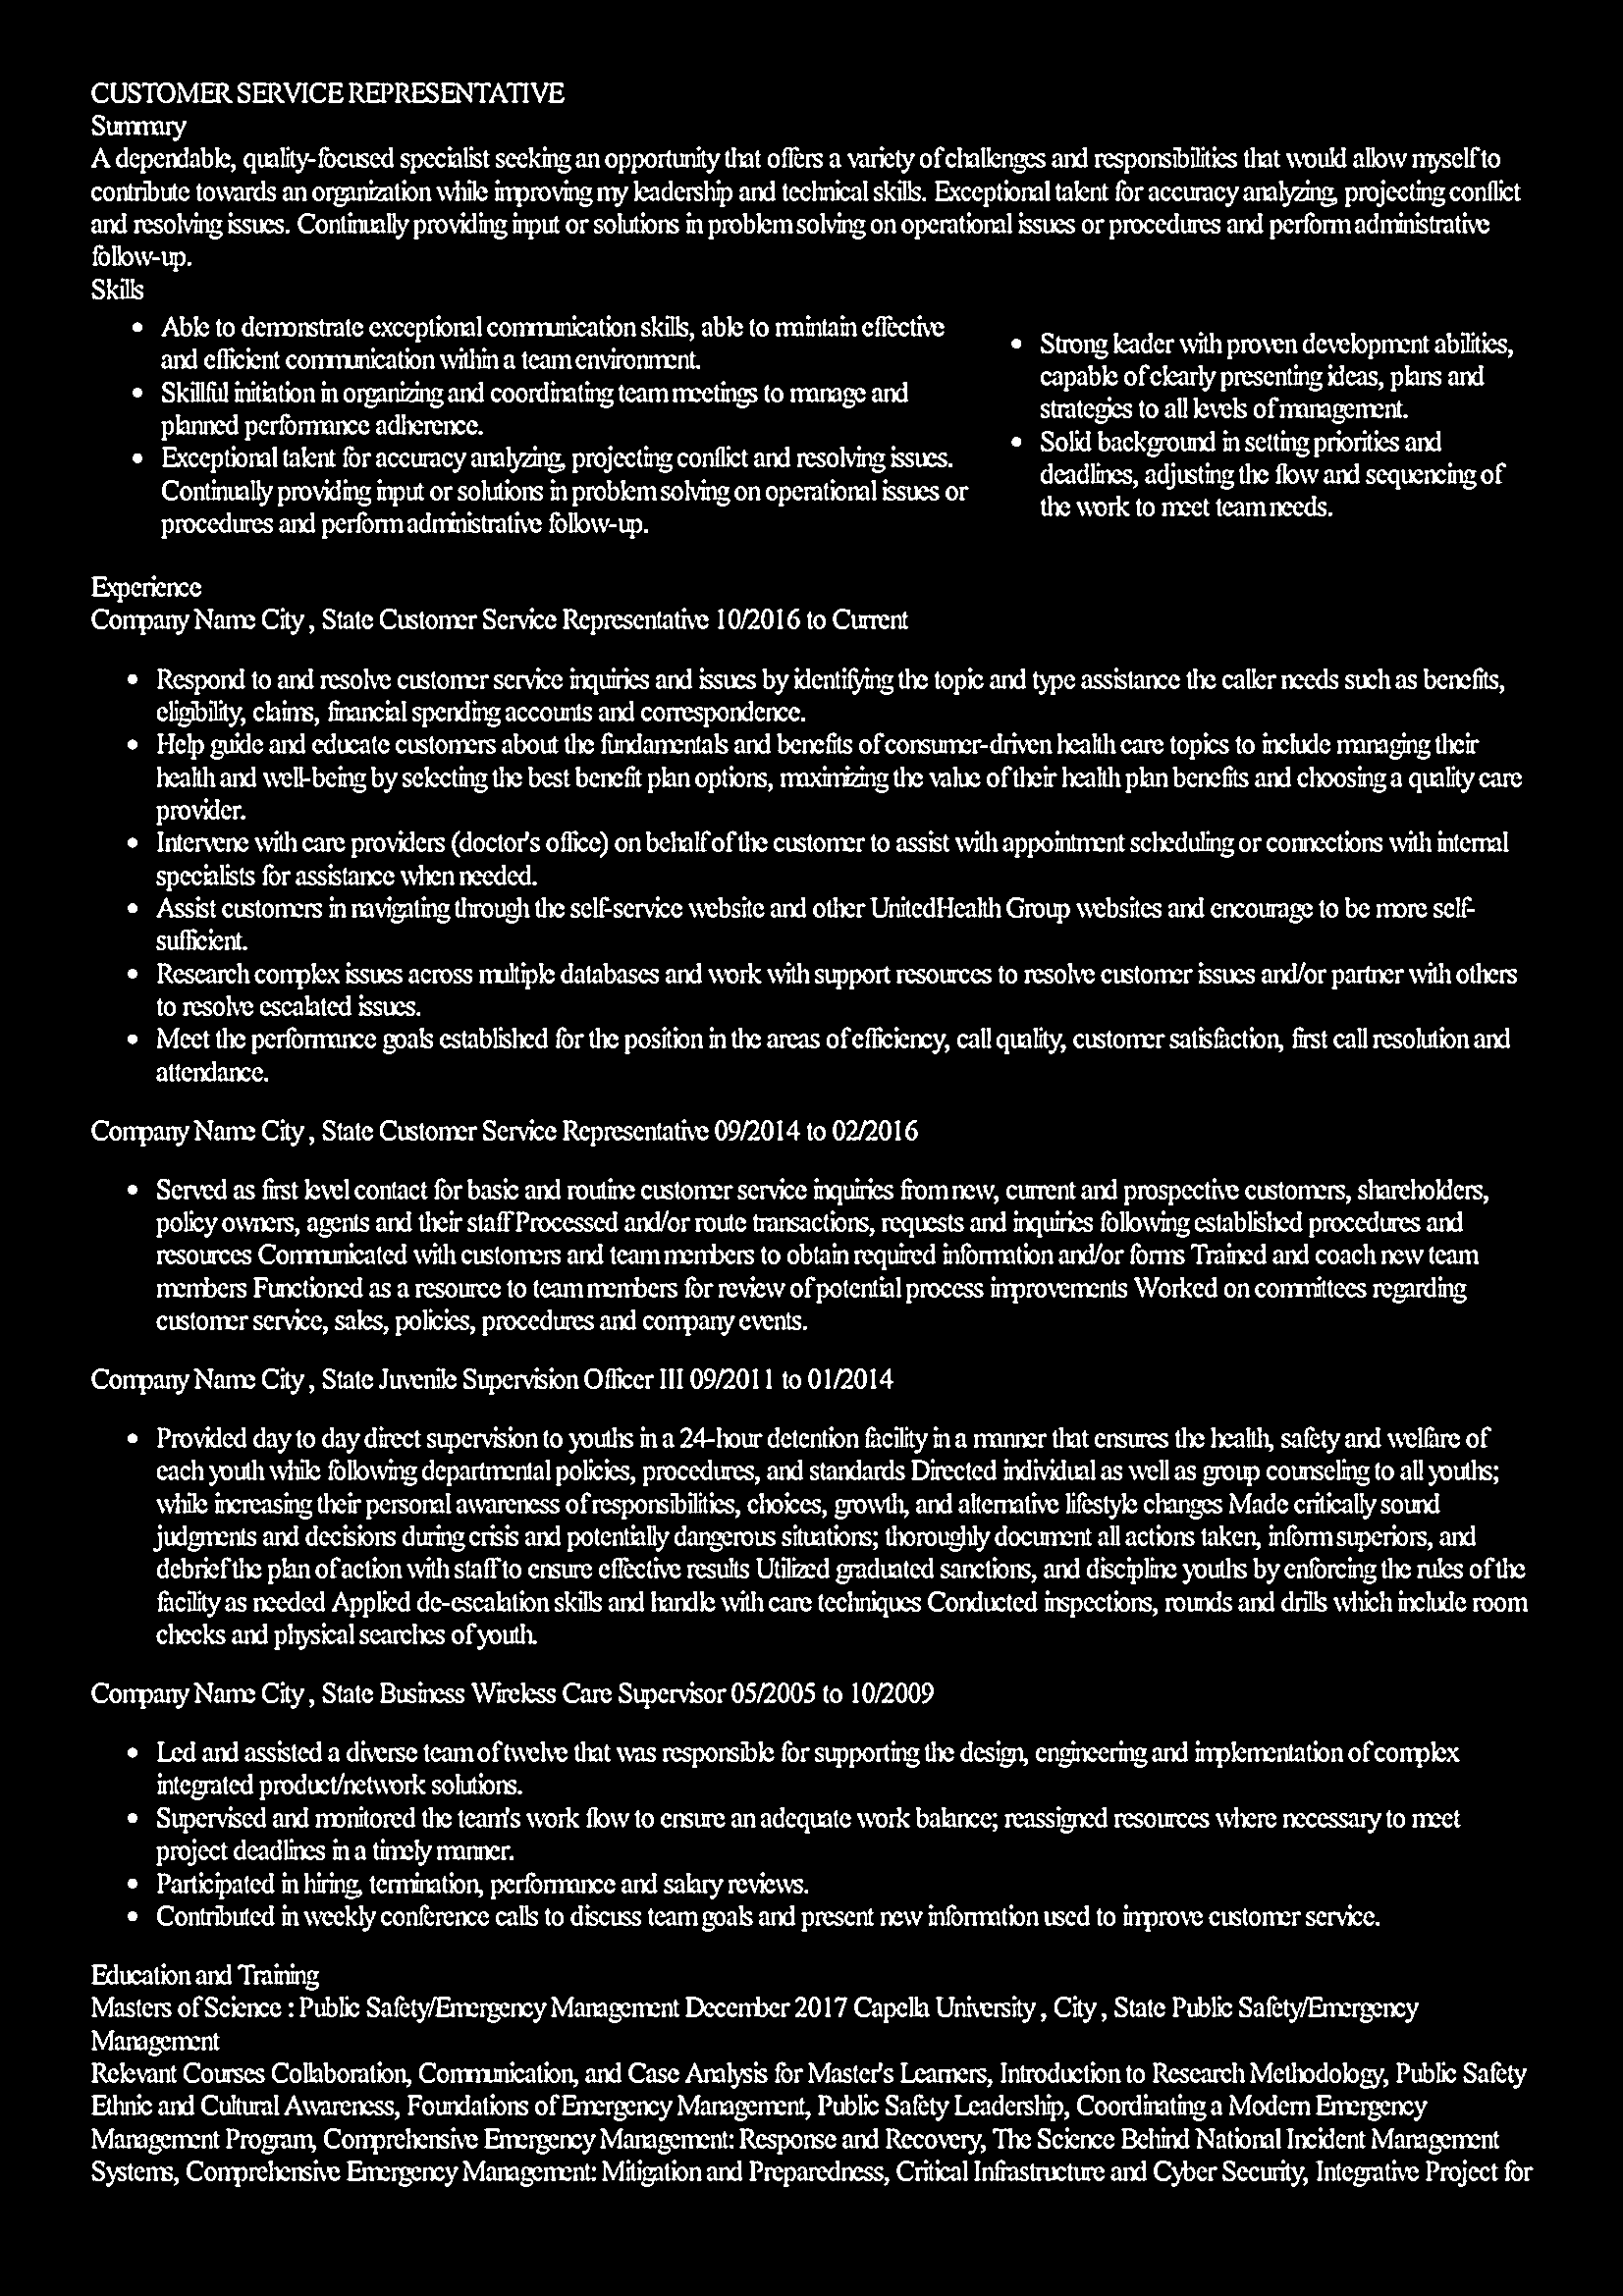 CUSTOMER SERVICE REPRESENTATIVE
Summary
A dependable, quality-focused specialist seeking an opportunity that offers a variety of challenges and responsibilities that would allow myself to
contribute towards an organization while improving my leadership and technical skills. Exceptional talent for accuracy analyzing, projecting conflict
and resolving issues. Continually providing input or solutions in problem solving on operational issues or procedures and perform administrative
follow-up.
Skills
• Able to demonstrate exceptional communication skills, able to maintain effective
and efficient communication within a team environment.
• Skillful initiation in organizing and coordinating team meetings to manage and
planned performance adherence.
• Exceptional talent for accuracy analyzing, projecting conflict and resolving issues.
Continually providing input or solutions in problem solving on operational issues or
procedures and perform administrative follow-up.
• Strong leader with proven development abilities,
capable of clearly presenting ideas, plans and
strategies to all levels of management.
• Solid background in setting priorities and
deadlines, adjusting the flow and sequencing of
the work to meet team needs.
Experience
Company Name City , State Customer Service Representative 10/2016 to Current
• Respond to and resolve customer service inquiries and issues by identifying the topic and type assistance the caller needs such as benefits,
eligibility, claims, financial spending accounts and correspondence.
• Help guide and educate customers about the fundamentals and benefits of consumer-driven health care topics to include managing their
health and well-being by selecting the best benefit plan options, maximizing the value of their health plan benefits and choosing a quality care
provider.
• Intervene with care providers (doctor's office) on behalf of the customer to assist with appointment scheduling or connections with internal
specialists for assistance when needed.
• Assist customers in navigating through the self-service website and other UnitedHealth Group websites and encourage to be more self-
sufficient.
• Research complex issues across multiple databases and work with support resources to resolve customer issues and/or partner with others
to resolve escalated issues.
• Meet the performance goals established for the position in the areas of efficiency, call quality, customer satisfaction, first call resolution and
attendance.
Company Name City , State Customer Service Representative 09/2014 to 02/2016
• Served as first level contact for basic and routine customer service inquiries from new, current and prospective customers, shareholders,
policy owners, agents and their staff Processed and/or route transactions, requests and inquiries following established procedures and
resources Communicated with customers and team members to obtain required information and/or forms Trained and coach new team
members Functioned as a resource to team members for review of potential process improvements Worked on committees regarding
customer service, sales, policies, procedures and company events.
Company Name City , State Juvenile Supervision Officer III 09/2011 to 01/2014
• Provided day to day direct supervision to youths in a 24-hour detention facility in a manner that ensures the health, safety and welfare of
each youth while following departmental policies, procedures, and standards Directed individual as well as group counseling to all youths;
while increasing their personal awareness of responsibilities, choices, growth, and alternative lifestyle changes Made critically sound
judgments and decisions during crisis and potentially dangerous situations; thoroughly document all actions taken, inform superiors, and
debrief the plan of action with staff to ensure effective results Utilized graduated sanctions, and discipline youths by enforcing the rules of the
facility as needed Applied de-escalation skills and handle with care techniques Conducted inspections, rounds and drills which include room
checks and physical searches of youth.
Company Name City , State Business Wireless Care Supervisor 05/2005 to 10/2009
• Led and assisted a diverse team of twelve that was responsible for supporting the design, engineering and implementation of complex
integrated product/network solutions.
• Supervised and monitored the team's work flow to ensure an adequate work balance; reassigned resources where necessary to meet
project deadlines in a timely manner.
• Participated in hiring, termination, performance and salary reviews.
• Contributed in weekly conference calls to discuss team goals and present new information used to improve customer service.
Education and Training
Masters of Science : Public Safety/Emergency Management December 2017 Capella University , City , State Public Safety/Emergency
Management
Relevant Courses Collaboration, Communication, and Case Analysis for Master's Learners, Introduction to Research Methodology, Public Safety
Ethnic and Cultural Awareness, Foundations of Emergency Management, Public Safety Leadership, Coordinating a Modern Emergency
Management Program, Comprehensive Emergency Management: Response and Recovery, The Science Behind National Incident Management
Systems, Comprehensive Emergency Management: Mitigation and Preparedness, Critical Infrastructure and Cyber Security, Integrative Project for